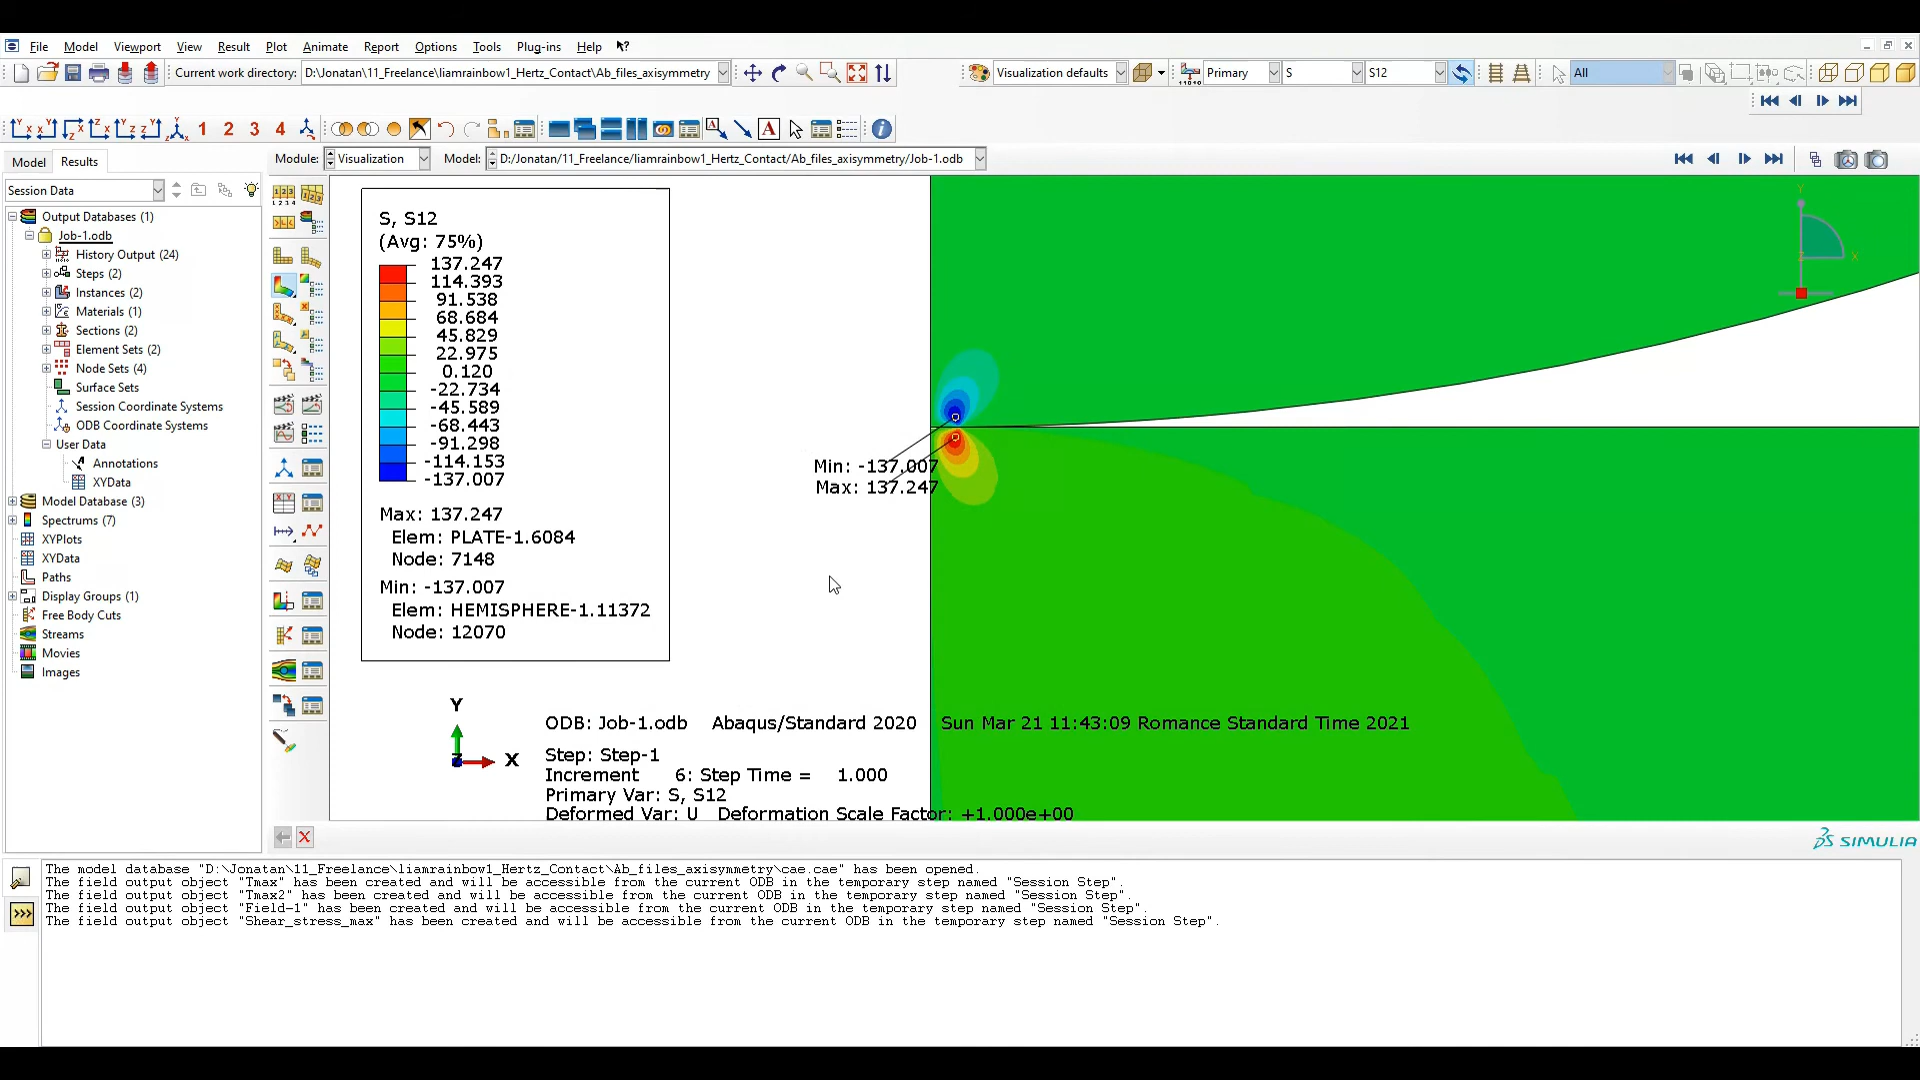 File Model Viewport View Result Plot Animate Report Options Tools Plug-ins Help
Current work directory: D:\Jonatan\11_Freelance\liamrainbow1_Hertz_Contact\Ab_files_axisymmetry
Visualization defaults Primary S S12 All
1 2 3 4
Model Results
Module: Visualization Model: D:/Jonatan/11_Freelance/liamrainbow1_Hertz_Contact/Ab_files_axisymmetry/Job-1.odb
Session Data
Output Databases (1)
Job-1.odb
History Output (24)
Steps (2)
Instances (2)
Materials (1)
Sections (2)
Element Sets (2)
Node Sets (4)
Surface Sets
Session Coordinate Systems
ODB Coordinate Systems
User Data
Annotations
XYData
Model Database (3)
Spectrums (7)
XYPlots
XYData
Paths
Display Groups (1)
Free Body Cuts
Streams
Movies
Images
S, S12
(Avg: 75%)
137.247
114.393
91.538
68.684
45.829
22.975
0.120
-22.734
-45.589
-68.443
-91.298
-114.153
-137.007
Max: 137.247
Elem: PLATE-1.6084
Node: 7148
Min: -137.007
Elem: HEMISPHERE-1.11372
Node: 12070
Min: -137.007
Max: 137.247
Y
X
Z
Y
X
ODB: Job-1.odb Abaqus/Standard 2020 Sun Mar 21 11:43:09 Romance Standard Time 2021
Step: Step-1
Increment 6: Step Time = 1.000
Primary Var: S, S12
Deformed Var: U Deformation Scale Factor: +1.000e+00
SIMULIA
The model database "D:\Jonatan\11_Freelance\liamrainbow1_Hertz_Contact\Ab_files_axisymmetry\cae.cae" has been opened.
The field output object "Tmax" has been created and will be accessible from the current ODB in the temporary step named "Session Step".
The field output object "Tmax2" has been created and will be accessible from the current ODB in the temporary step named "Session Step".
The field output object "Field-1" has been created and will be accessible from the current ODB in the temporary step named "Session Step".
The field output object "Shear_stress_max" has been created and will be accessible from the current ODB in the temporary step named "Session Step".